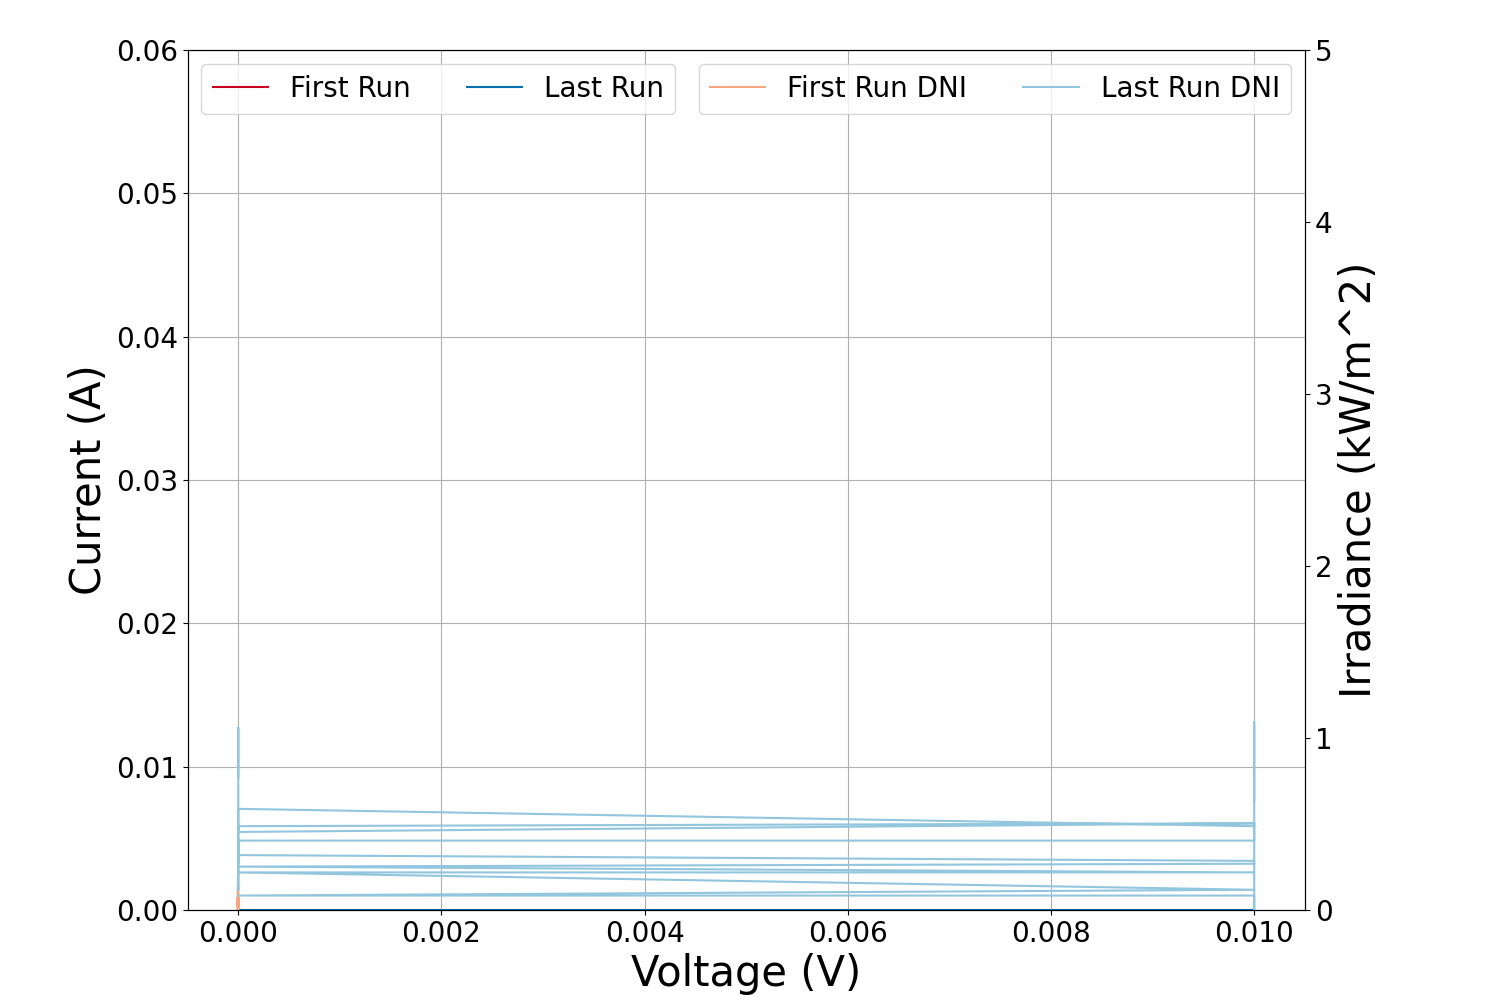 First Run
Last Run
First Run DNI
Last Run DNI
0.06
0.05
0.04
0.03
0.02
0.01
0.00
Current (A)
5
4
3
2
1
0
Irradiance (kW/m^2)
0.000
0.002
0.004
0.006
0.008
0.010
Voltage (V)